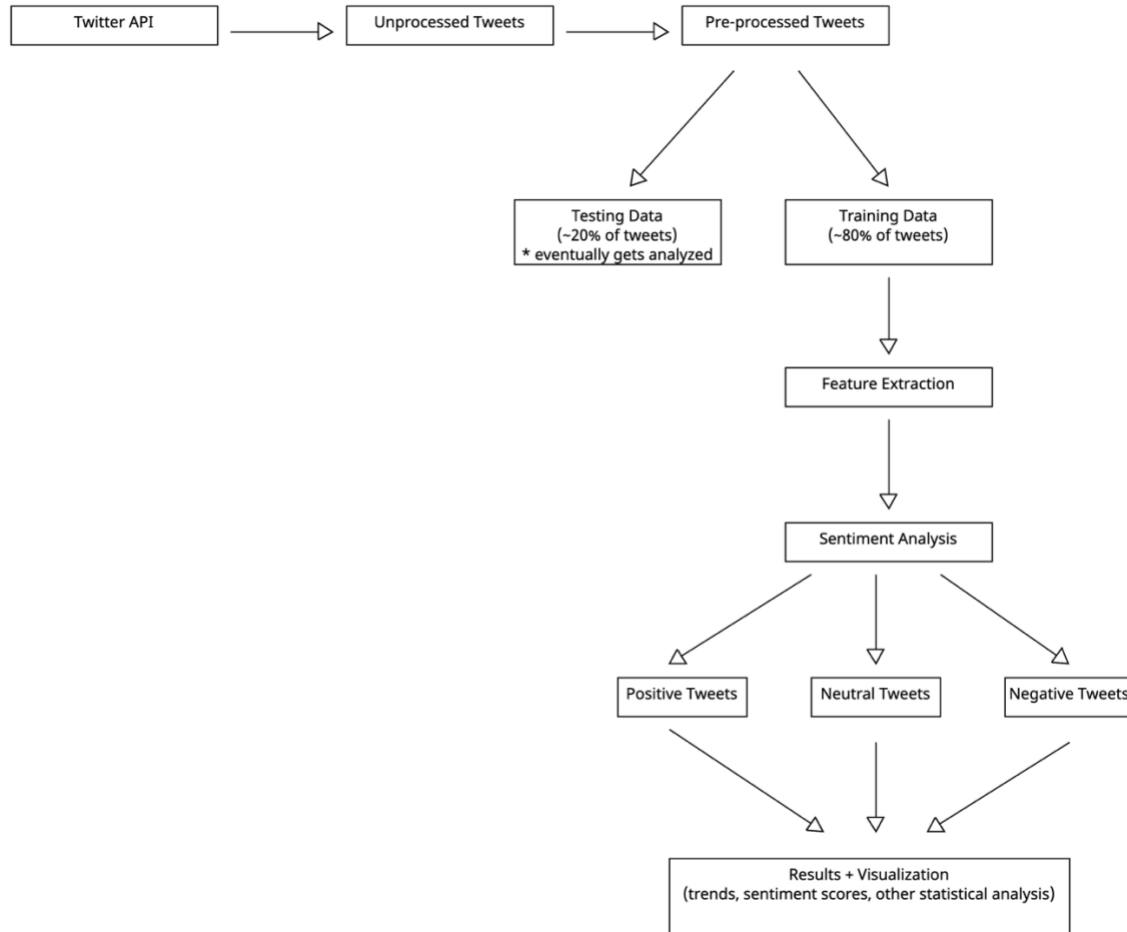 Twitter API
Unprocessed Tweets
Pre-processed Tweets
Testing Data
(~20% of tweets)
* eventually gets analyzed
Training Data
(~80% of tweets)
Feature Extraction
Sentiment Analysis
Positive Tweets
Neutral Tweets
Negative Tweets
Results + Visualization
(trends, sentiment scores, other statistical analysis)